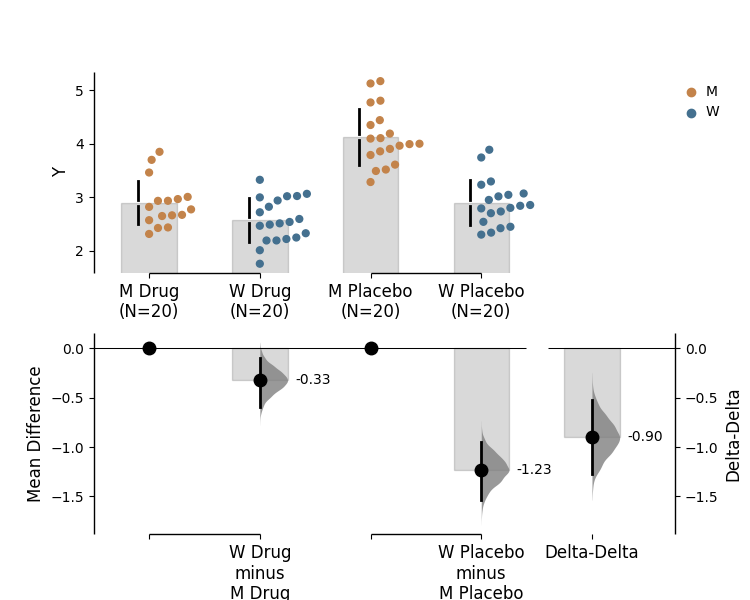 M
W
Y
5
4
3
2
M Drug
(N=20)
W Drug
(N=20)
M Placebo
(N=20)
W Placebo
(N=20)
Mean Difference
0.0
−0.5
−1.0
−1.5
-0.33
-1.23
-0.90
0.0
−0.5
−1.0
−1.5
Delta-Delta
W Drug
minus
M Drug
W Placebo
minus
M Placebo
Delta-Delta